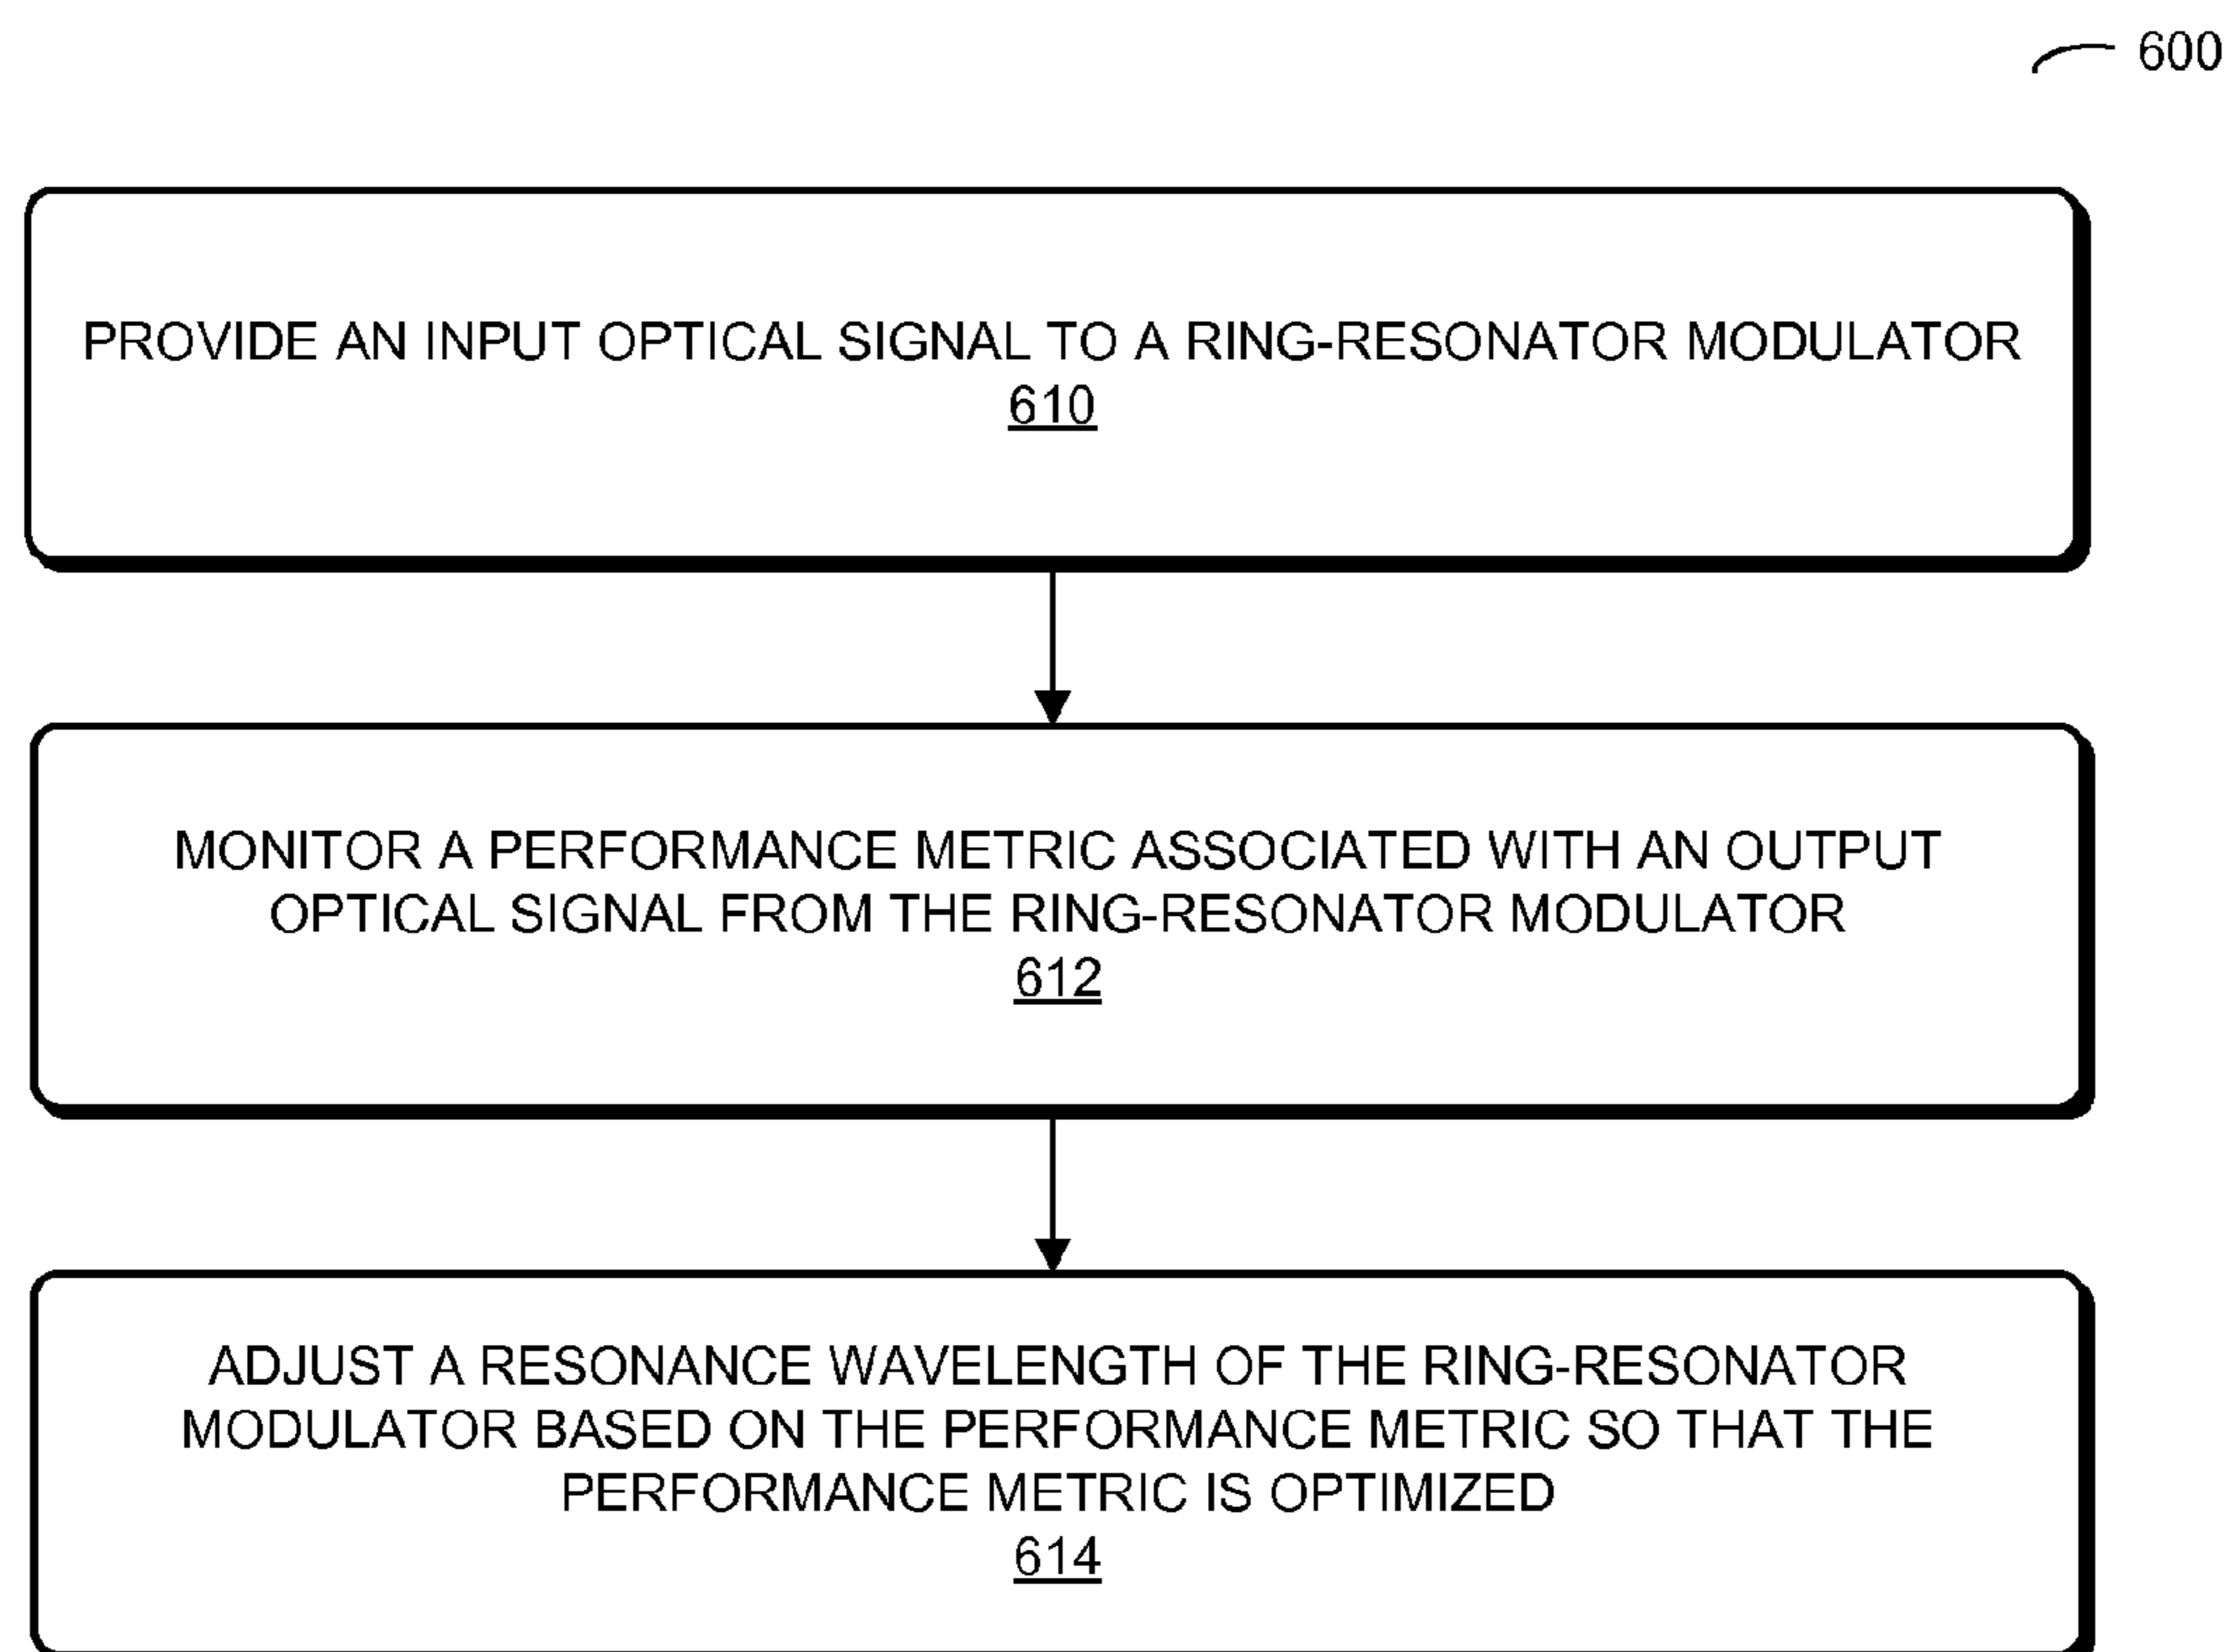 600
PROVIDE AN INPUT OPTICAL SIGNAL TO A RING-RESONATOR MODULATOR
610
MONITOR A PERFORMANCE METRIC ASSOCIATED WITH AN OUTPUT
OPTICAL SIGNAL FROM THE RING-RESONATOR MODULATOR
612
ADJUST A RESONANCE WAVELENGTH OF THE RING-RESONATOR
MODULATOR BASED ON THE PERFORMANCE METRIC SO THAT THE
PERFORMANCE METRIC IS OPTIMIZED
614